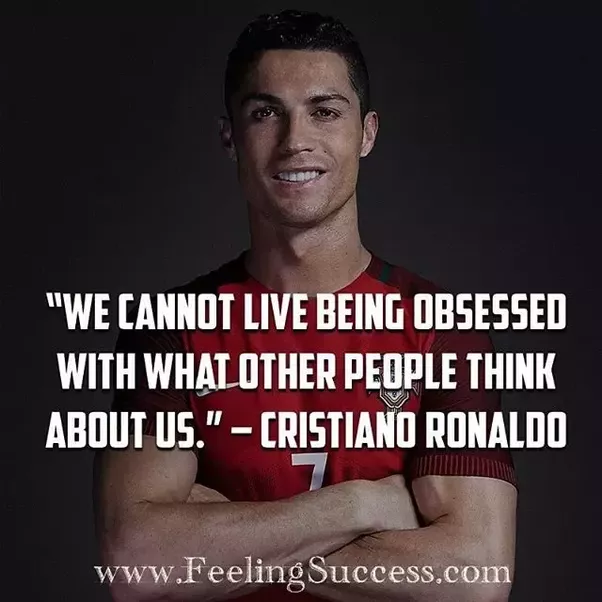 “WE CANNOT LIVE BEING OBSESSED
WITH WHAT OTHER PEOPLE THINK
ABOUT US.” – CRISTIANO RONALDO
7
www.FeelingSuccess.com